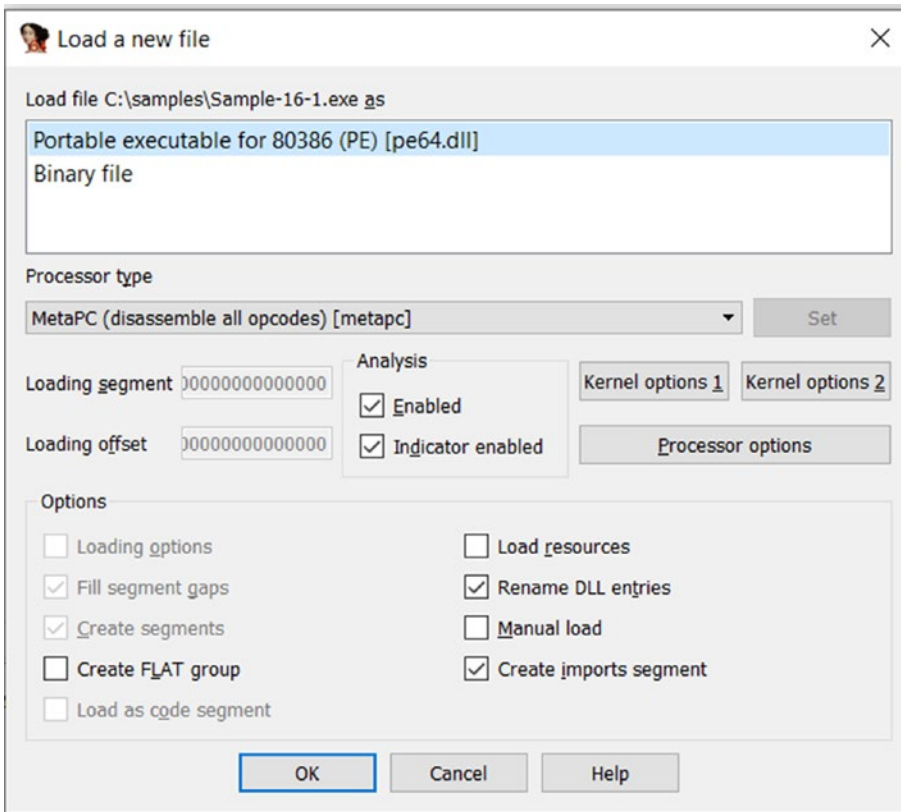 Load a new file
Load file C:\samples\Sample-16-1.exe as
Portable executable for 80386 (PE) [pe64.dll]
Binary file
Processor type
MetaPC (disassemble all opcodes) [metapc]
Set
Analysis
Loading segment
00000000000000
Enabled
Kernel options 1
Kernel options 2
Loading offset
00000000000000
Indicator enabled
Processor options
Options
Loading options
Load resources
Fill segment gaps
Rename DLL entries
Create segments
Manual load
Create FLAT group
Create imports segment
Load as code segment
OK
Cancel
Help